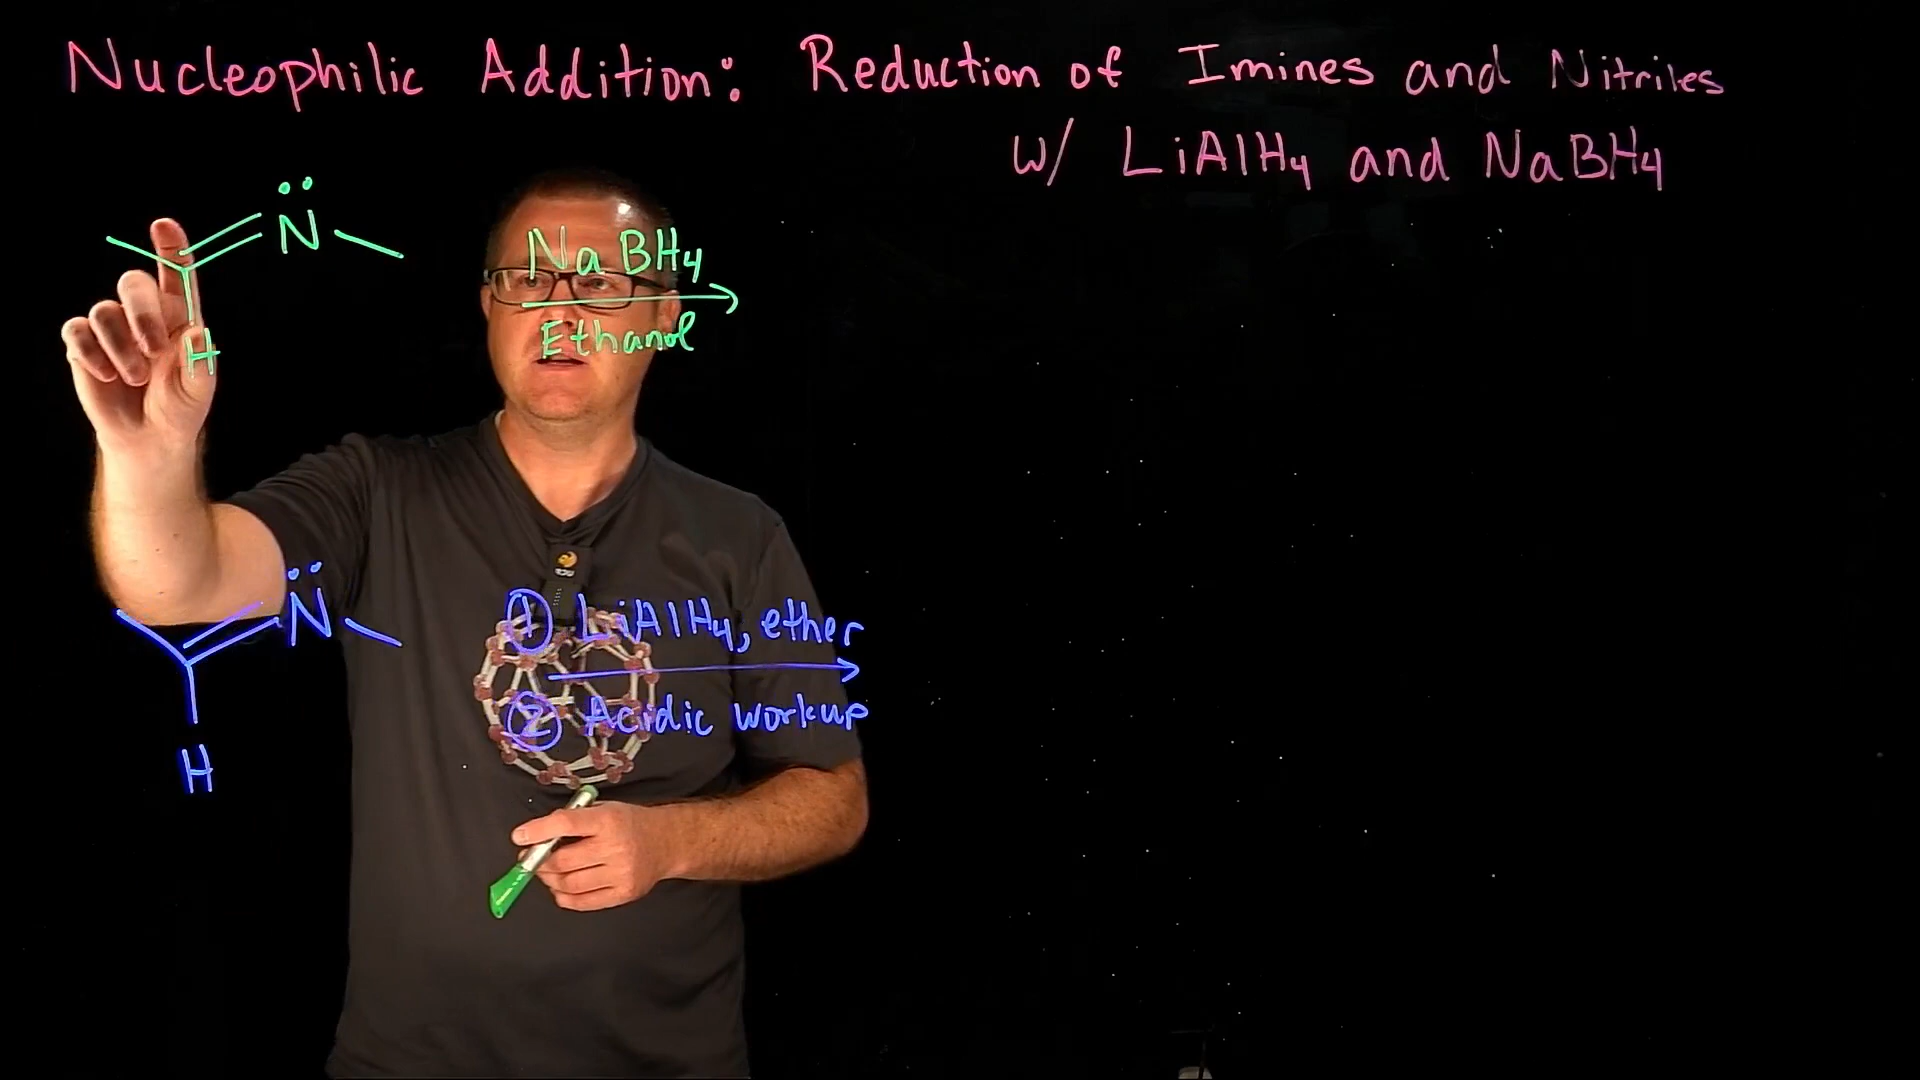 Nucleophilic Addition: Reduction of Imines and Nitriles
w/ LiAlH4 and NaBH4
N
NaBH4
Ethanol
H
N
① LiAlH4, ether
② Acidic workup
H